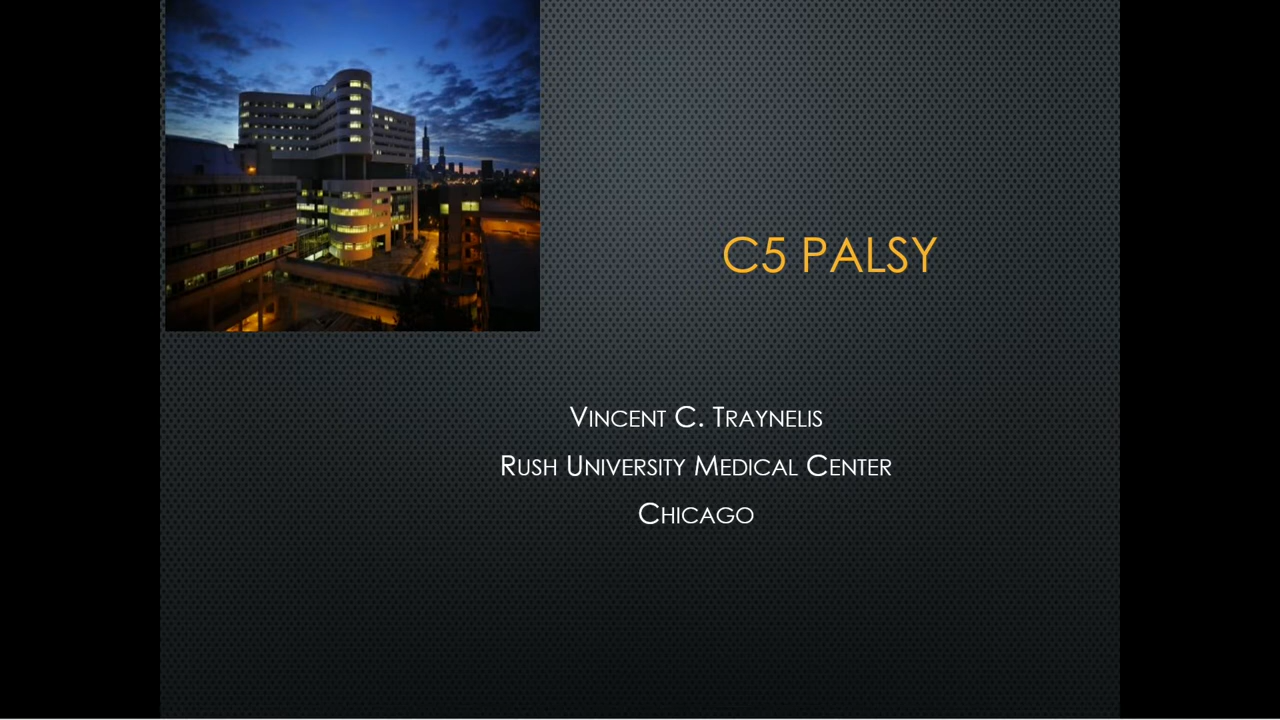 C5 PALSY
VINCENT C. TRAYNELIS
RUSH UNIVERSITY MEDICAL CENTER
CHICAGO